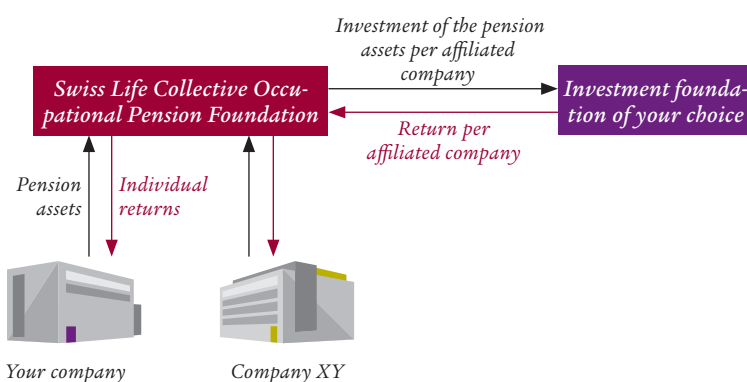 Investment of the pension
assets per affiliated
company
Swiss Life Collective Occu-
pational Pension Foundation
Investment founda-
tion of your choice
Return per
affiliated company
Pension
assets
Individual
returns
Your company
Company XY